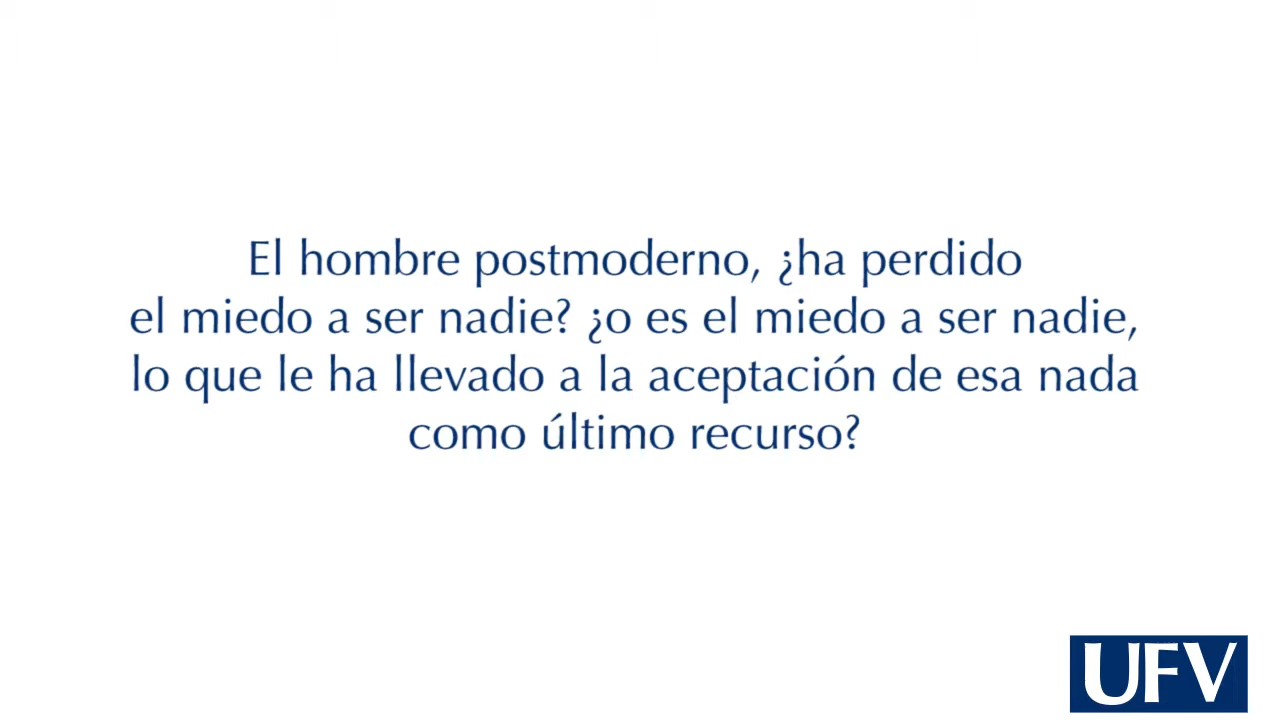 El hombre postmoderno, ¿ha perdido
el miedo a ser nadie? ¿o es el miedo a ser nadie,
lo que le ha llevado a la aceptación de esa nada
como último recurso?
UFV